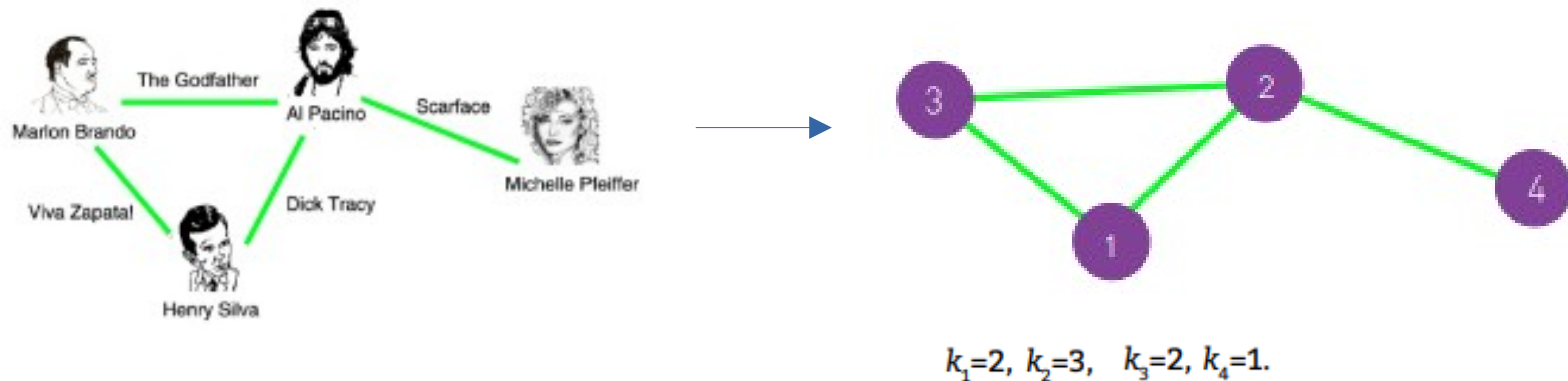 The Godfather
Al Pacino
Scarface
Marlon Brando
Michelle Pfeiffer
Viva Zapata!
Dick Tracy
Henry Silva
3
2
4
1
k₁=2, k₂=3, k₃=2, k₄=1.